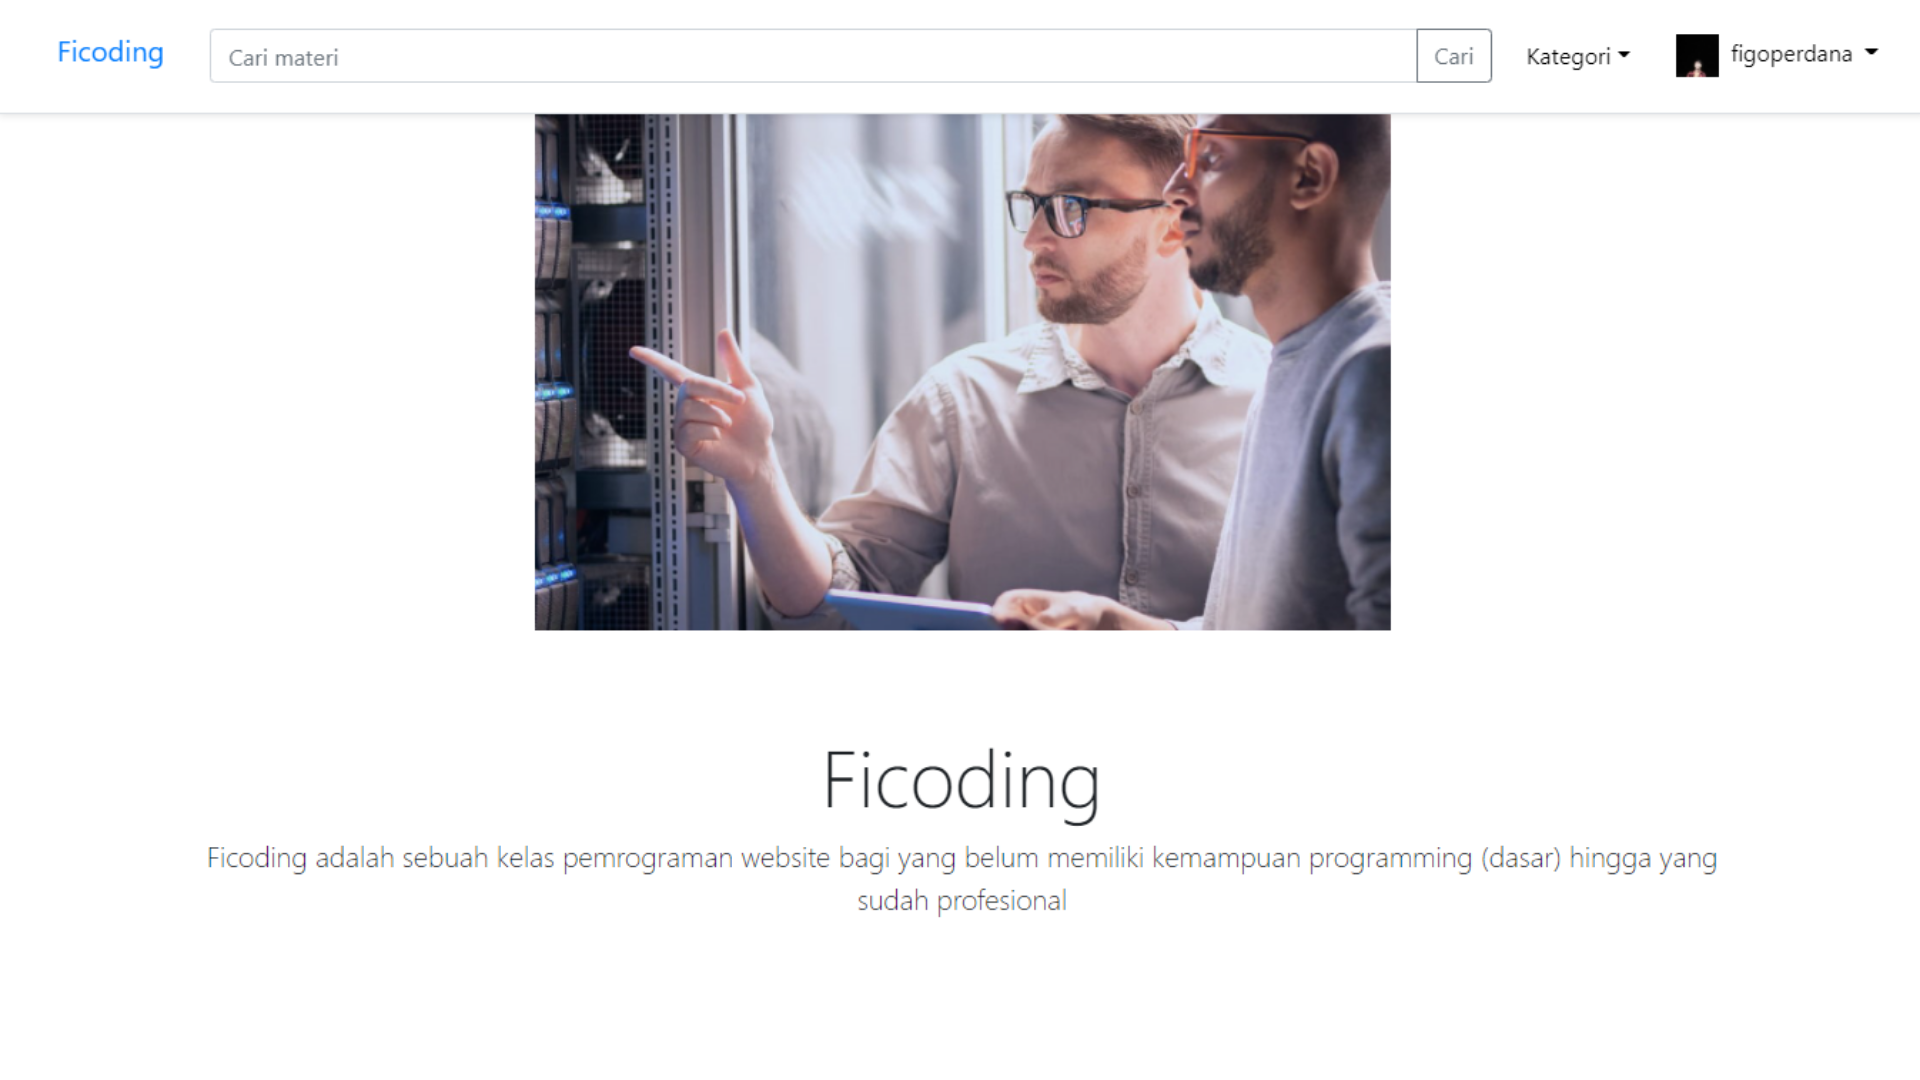 Ficoding
Cari materi
Cari
Kategori
figoperdana
Ficoding
Ficoding adalah sebuah kelas pemrograman website bagi yang belum memiliki kemampuan programming (dasar) hingga yang
sudah profesional